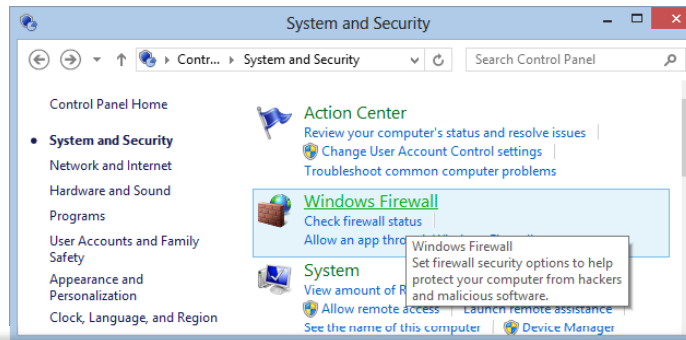 System and Security
Contr... System and Security
Search Control Panel
Control Panel Home
System and Security
Network and Internet
Hardware and Sound
Programs
User Accounts and Family
Safety
Appearance and
Personalization
Clock, Language, and Region
Action Center
Review your computer's status and resolve issues
Change User Account Control settings
Troubleshoot common computer problems
Windows Firewall
Check firewall status
Allow an app
Windows Firewall
Set firewall security options to help
protect your computer from hackers
and malicious software.
System
View amount of
Allow remote access Launch remote assistance
See the name of this computer Device Manager